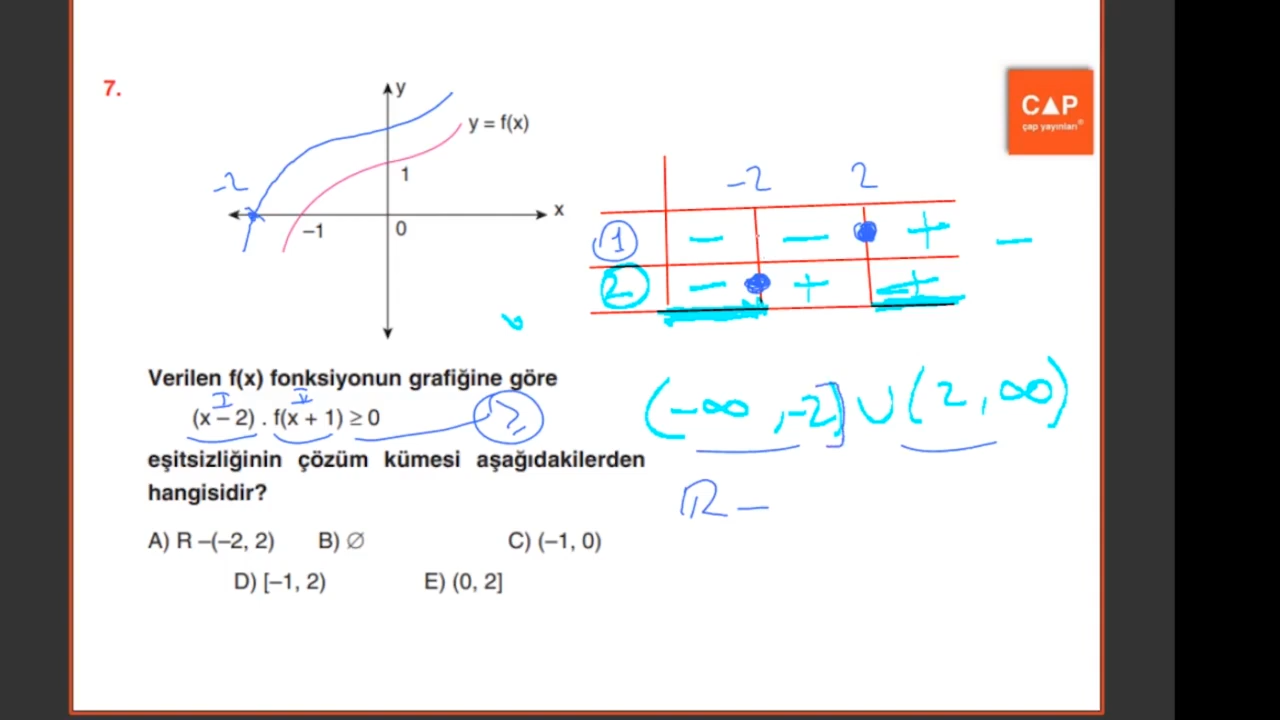 7.
y
y = f(x)
CAP
çap yayınları®
1
-2
x
–1
0
-2 2
1 - - + -
2 - + +
Verilen f(x) fonksiyonun grafiğine göre
I II
(x – 2) . f(x + 1) ≥ 0
≥
(-∞, -2] ∪ (2, ∞)
eşitsizliğinin çözüm kümesi aşağıdakilerden
hangisidir?
R -
A) R –(–2, 2) B) ∅ C) (–1, 0)
D) [–1, 2) E) (0, 2]